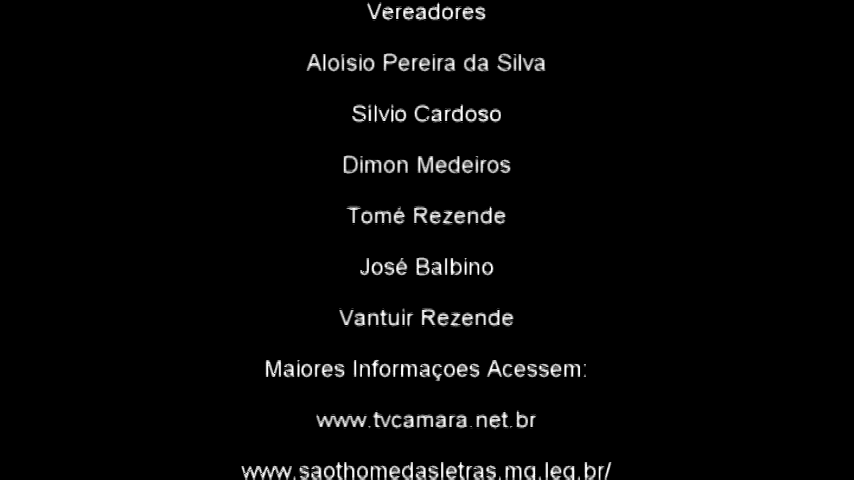 Vereadores
Aloísio Pereira da Silva
Sílvio Cardoso
Dimon Medeiros
Tomé Rezende
José Balbino
Vantuir Rezende
Maiores Informaçoes Acessem:
www.tvcamara.net.br
www.saothomedasletras.mg.leg.br/